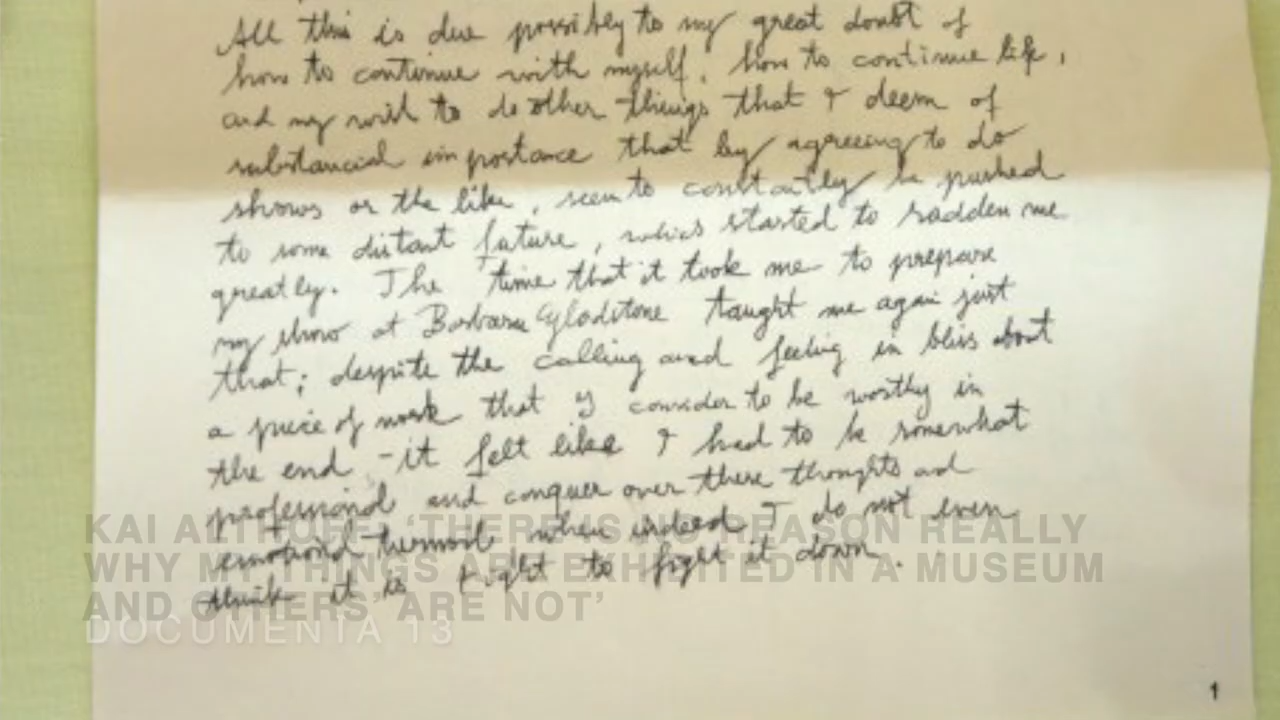 All this is due possibly to my great doubt of
how to continue with myself, how to continue life,
and my will to do other things that I deem of
substancial importance that by agreeing to do
shows or the like, seem to constantly be pushed
to some distant future, which started to sadden me
greatly. The time that it took me to prepare
my show at Barbara Gladstone taught me again just
that; despite the calling and feeling in bliss about
a piece of work that I consider to be worthy in
the end - it felt like I had to be somewhat
professional and conquer over these thoughts and
emotional turmoil when indeed I do not even
think it is right to fight it down.
KAI ALTHOFF: ‘THERE IS NO REASON REALLY
WHY MY THINGS ARE EXHIBITED IN A MUSEUM
AND OTHERS’ ARE NOT’
DOCUMENTA 13
1